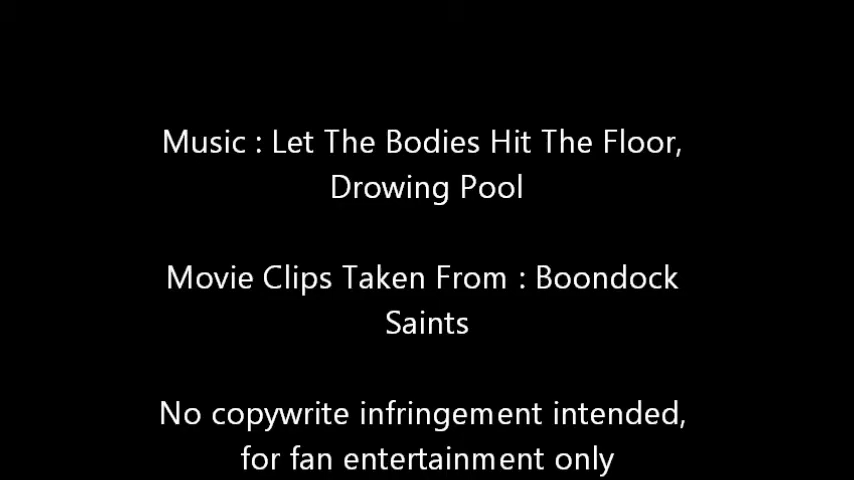 Music : Let The Bodies Hit The Floor,
Drowing Pool
Movie Clips Taken From : Boondock
Saints
No copywrite infringement intended,
for fan entertainment only